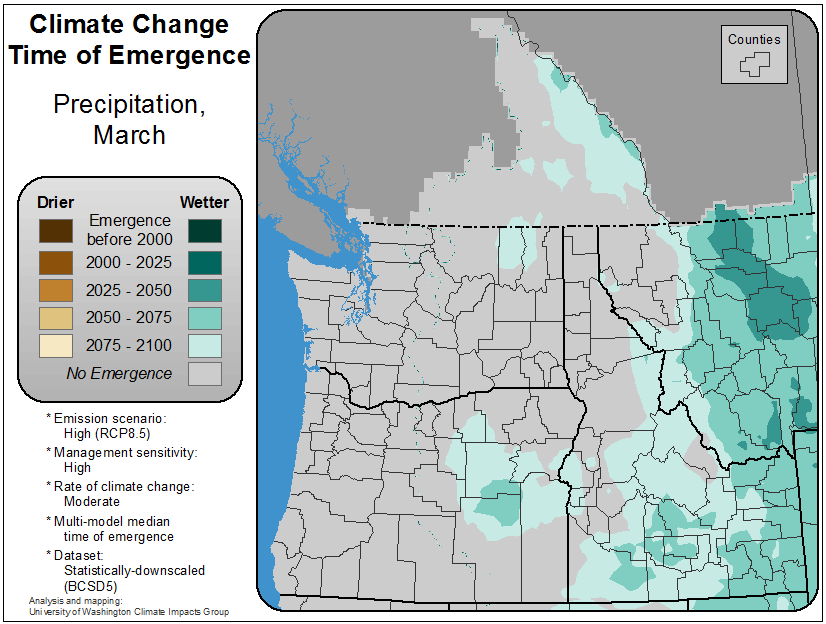 Climate Change
Time of Emergence
Precipitation,
March
Counties
Drier
Wetter
Emergence
before 2000
2000 - 2025
2025 - 2050
2050 - 2075
2075 - 2100
No Emergence
* Emission scenario:
High (RCP8.5)
* Management sensitivity:
High
* Rate of climate change:
Moderate
* Multi-model median
time of emergence
* Dataset:
Statistically-downscaled
(BCSD5)
Analysis and mapping:
University of Washington Climate Impacts Group